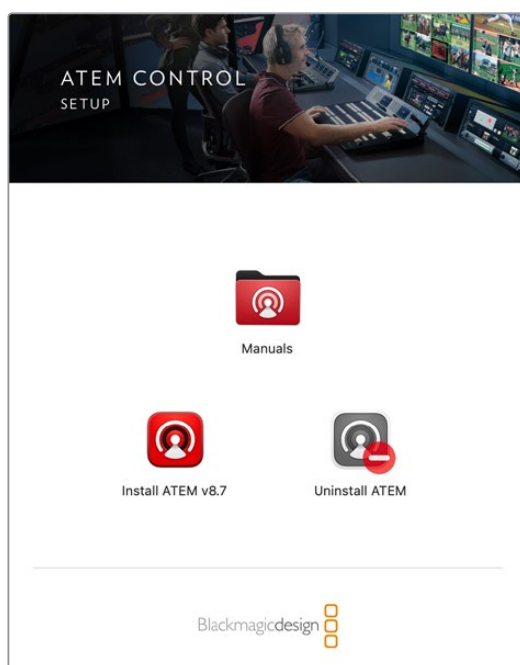 ATEM CONTROL
SETUP
Manuals
Install ATEM v8.7
Uninstall ATEM
Blackmagicdesign